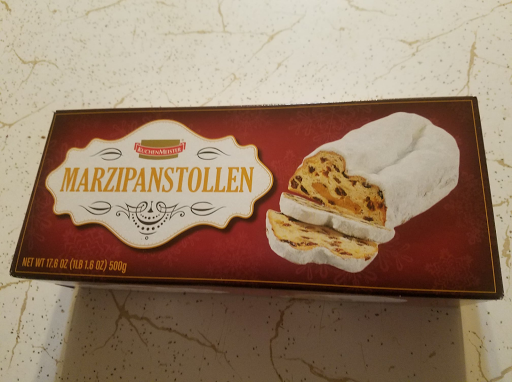 KUCHENMEISTER
MARZIPANSTOLLEN
NET WT 17.6 OZ (1LB 1.6 OZ) 500g